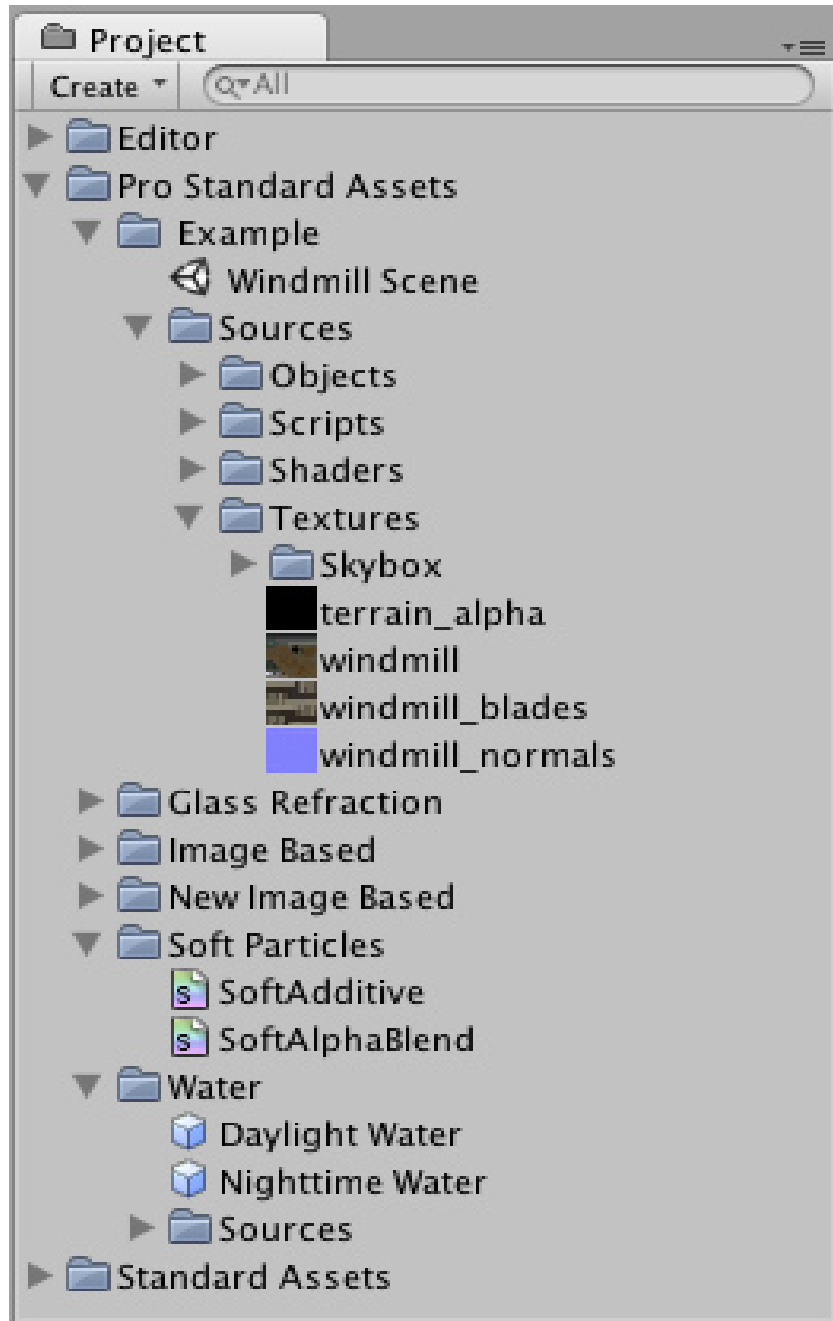 Project
Create All
Editor
Pro Standard Assets
Example
Windmill Scene
Sources
Objects
Scripts
Shaders
Textures
Skybox
terrain_alpha
windmill
windmill_blades
windmill_normals
Glass Refraction
Image Based
New Image Based
Soft Particles
SoftAdditive
SoftAlphaBlend
Water
Daylight Water
Nighttime Water
Sources
Standard Assets